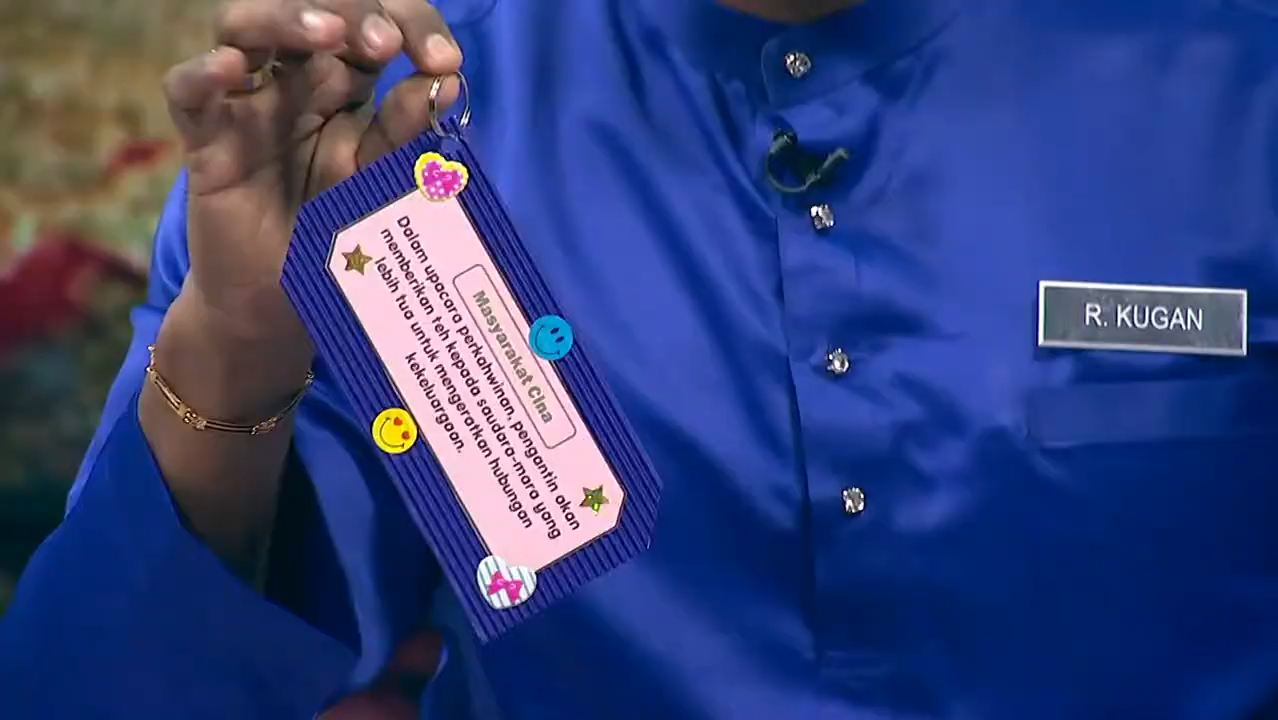 Masyarakat Cina
Dalam upacara perkahwinan, pengantin akan
memberikan teh kepada saudara-mara yang
lebih tua untuk mengeratkan hubungan
kekeluargaan.
R. KUGAN